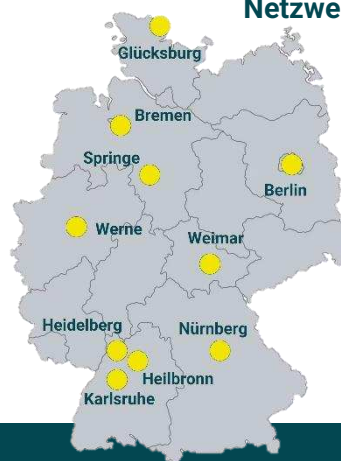 Netzwe
Glücksburg
Bremen
Springe
Berlin
Werne
Weimar
Heidelberg
Nürnberg
Heilbronn
Karlsruhe